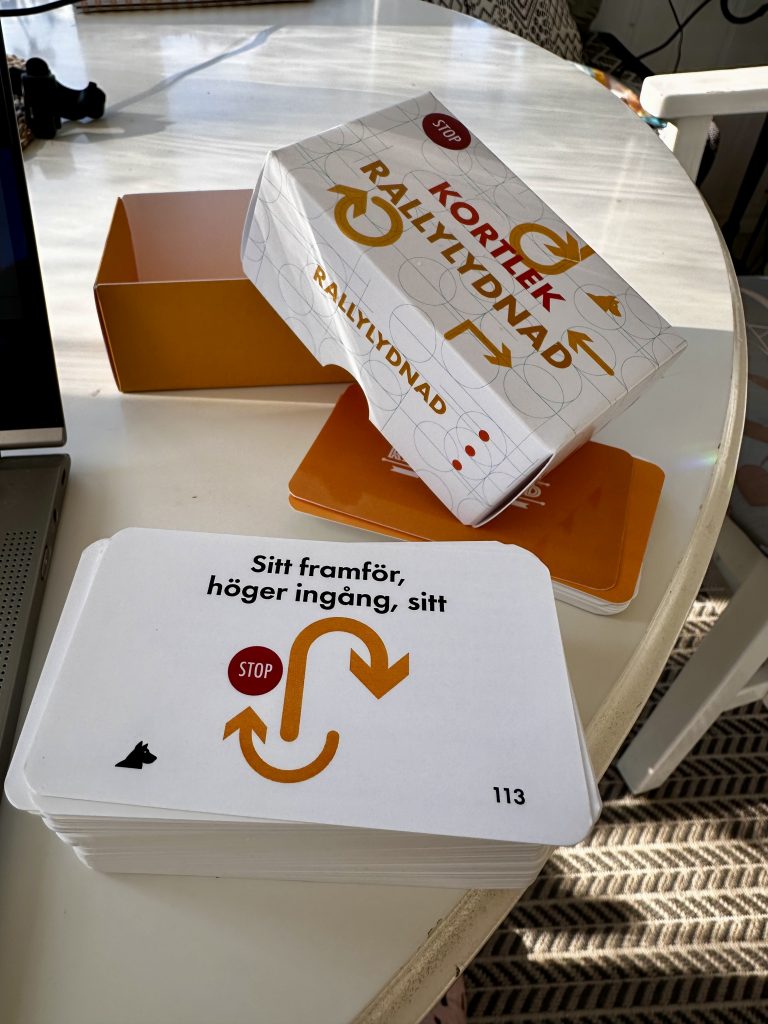 STOP
KORTLEK
RALLYLYDNAD
RALLYLYDNAD
Sitt framför,
höger ingång, sitt
STOP
113